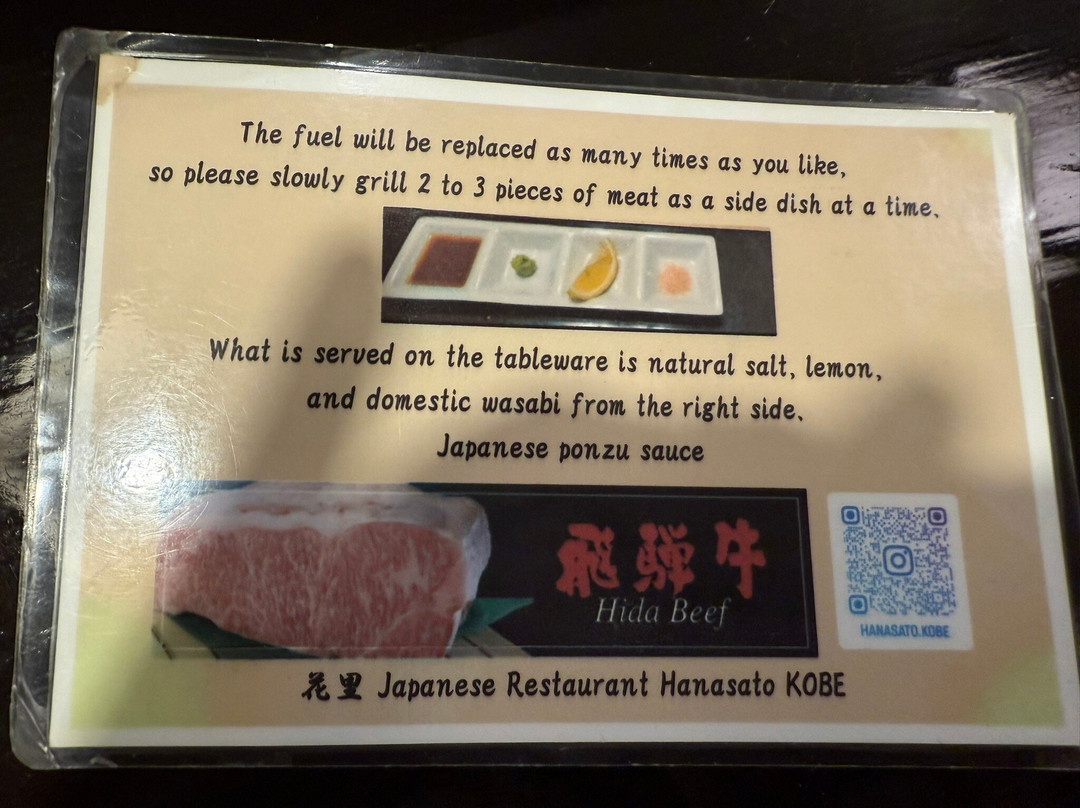 The fuel will be replaced as many times as you like,
so please slowly grill 2 to 3 pieces of meat as a side dish at a time.
What is served on the tableware is natural salt, lemon,
and domestic wasabi from the right side.
Japanese ponzu sauce
飛騨牛
Hida Beef
HANASATO.KOBE
花里 Japanese Restaurant Hanasato KOBE